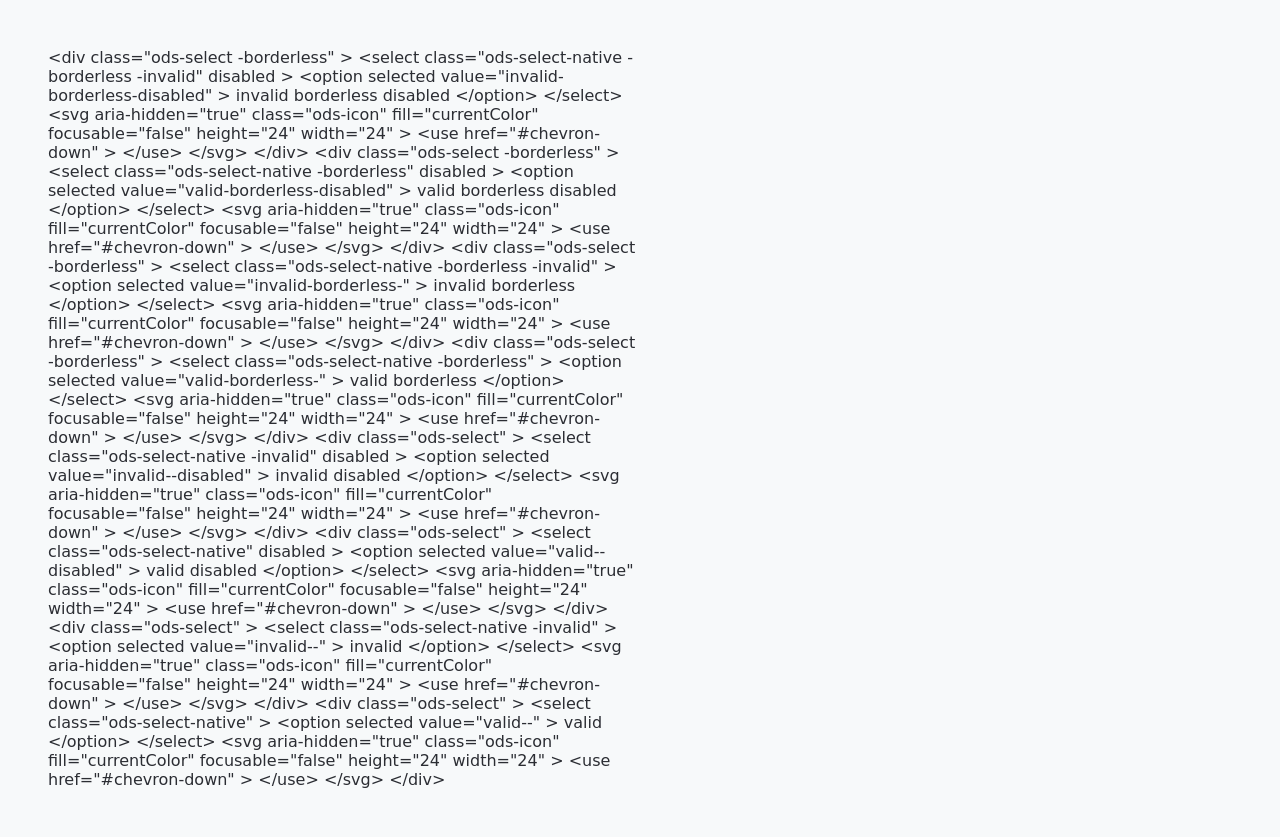 <div class="ods-select -borderless" > <select class="ods-select-native -
borderless -invalid" disabled > <option selected value="invalid-
borderless-disabled" > invalid borderless disabled </option> </select>
<svg aria-hidden="true" class="ods-icon" fill="currentColor"
focusable="false" height="24" width="24" > <use href="#chevron-
down" > </use> </svg> </div> <div class="ods-select -borderless" >
<select class="ods-select-native -borderless" disabled > <option
selected value="valid-borderless-disabled" > valid borderless disabled
</option> </select> <svg aria-hidden="true" class="ods-icon"
fill="currentColor" focusable="false" height="24" width="24" > <use
href="#chevron-down" > </use> </svg> </div> <div class="ods-select
-borderless" > <select class="ods-select-native -borderless -invalid" >
<option selected value="invalid-borderless-" > invalid borderless
</option> </select> <svg aria-hidden="true" class="ods-icon"
fill="currentColor" focusable="false" height="24" width="24" > <use
href="#chevron-down" > </use> </svg> </div> <div class="ods-select
-borderless" > <select class="ods-select-native -borderless" > <option
selected value="valid-borderless-" > valid borderless </option>
</select> <svg aria-hidden="true" class="ods-icon" fill="currentColor"
focusable="false" height="24" width="24" > <use href="#chevron-
down" > </use> </svg> </div> <div class="ods-select" > <select
class="ods-select-native -invalid" disabled > <option selected
value="invalid--disabled" > invalid disabled </option> </select> <svg
aria-hidden="true" class="ods-icon" fill="currentColor"
focusable="false" height="24" width="24" > <use href="#chevron-
down" > </use> </svg> </div> <div class="ods-select" > <select
class="ods-select-native" disabled > <option selected value="valid--
disabled" > valid disabled </option> </select> <svg aria-hidden="true"
class="ods-icon" fill="currentColor" focusable="false" height="24"
width="24" > <use href="#chevron-down" > </use> </svg> </div>
<div class="ods-select" > <select class="ods-select-native -invalid" >
<option selected value="invalid--" > invalid </option> </select> <svg
aria-hidden="true" class="ods-icon" fill="currentColor"
focusable="false" height="24" width="24" > <use href="#chevron-
down" > </use> </svg> </div> <div class="ods-select" > <select
class="ods-select-native" > <option selected value="valid--" > valid
</option> </select> <svg aria-hidden="true" class="ods-icon"
fill="currentColor" focusable="false" height="24" width="24" > <use
href="#chevron-down" > </use> </svg> </div>